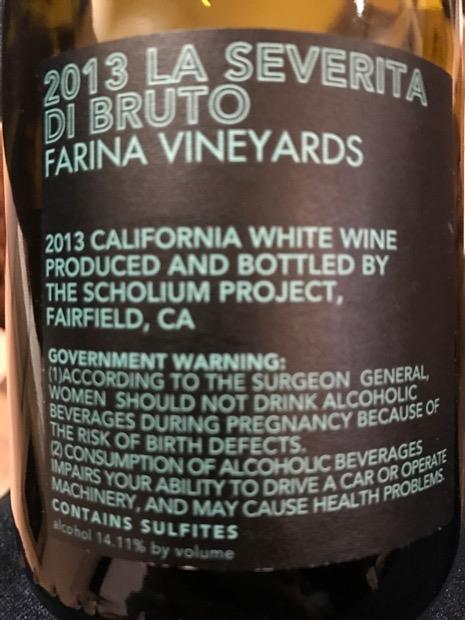 2013 LA SEVERITA
DI BRUTO
FARINA VINEYARDS
2013 CALIFORNIA WHITE WINE
PRODUCED AND BOTTLED BY
THE SCHOLIUM PROJECT,
FAIRFIELD, CA
GOVERNMENT WARNING:
(1)ACCORDING TO THE SURGEON GENERAL,
WOMEN SHOULD NOT DRINK ALCOHOLIC
BEVERAGES DURING PREGNANCY BECAUSE OF
THE RISK OF BIRTH DEFECTS.
(2) CONSUMPTION OF ALCOHOLIC BEVERAGES
IMPAIRS YOUR ABILITY TO DRIVE A CAR OR OPERATE
MACHINERY, AND MAY CAUSE HEALTH PROBLEMS.
CONTAINS SULFITES
alcohol 14.11% by volume